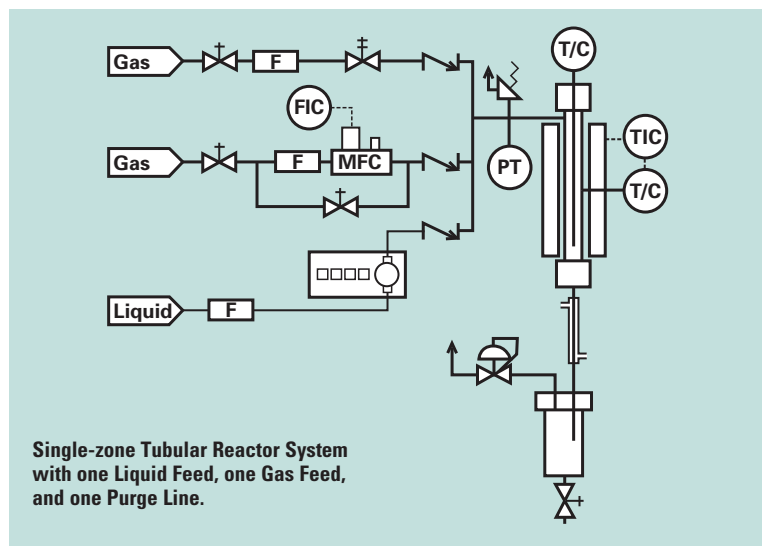 T/C
Gas
F
FIC
TIC
Gas
F
MFC
PT
T/C
Liquid
F
Single-zone Tubular Reactor System
with one Liquid Feed, one Gas Feed,
and one Purge Line.